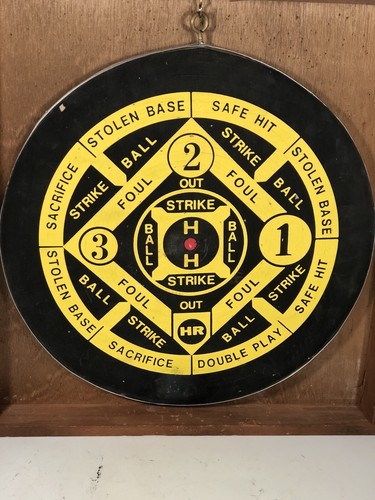 STOLEN BASE
SAFE HIT
STOLEN BASE
SAFE HIT
DOUBLE PLAY
SACRIFICE
STOLEN BASE
SACRIFICE
BALL
STRIKE
BALL
STRIKE
BALL
STRIKE
BALL
STRIKE
2
FOUL
FOUL
OUT
STRIKE
3
BALL
H
H
BALL
1
STRIKE
OUT
FOUL
FOUL
HR